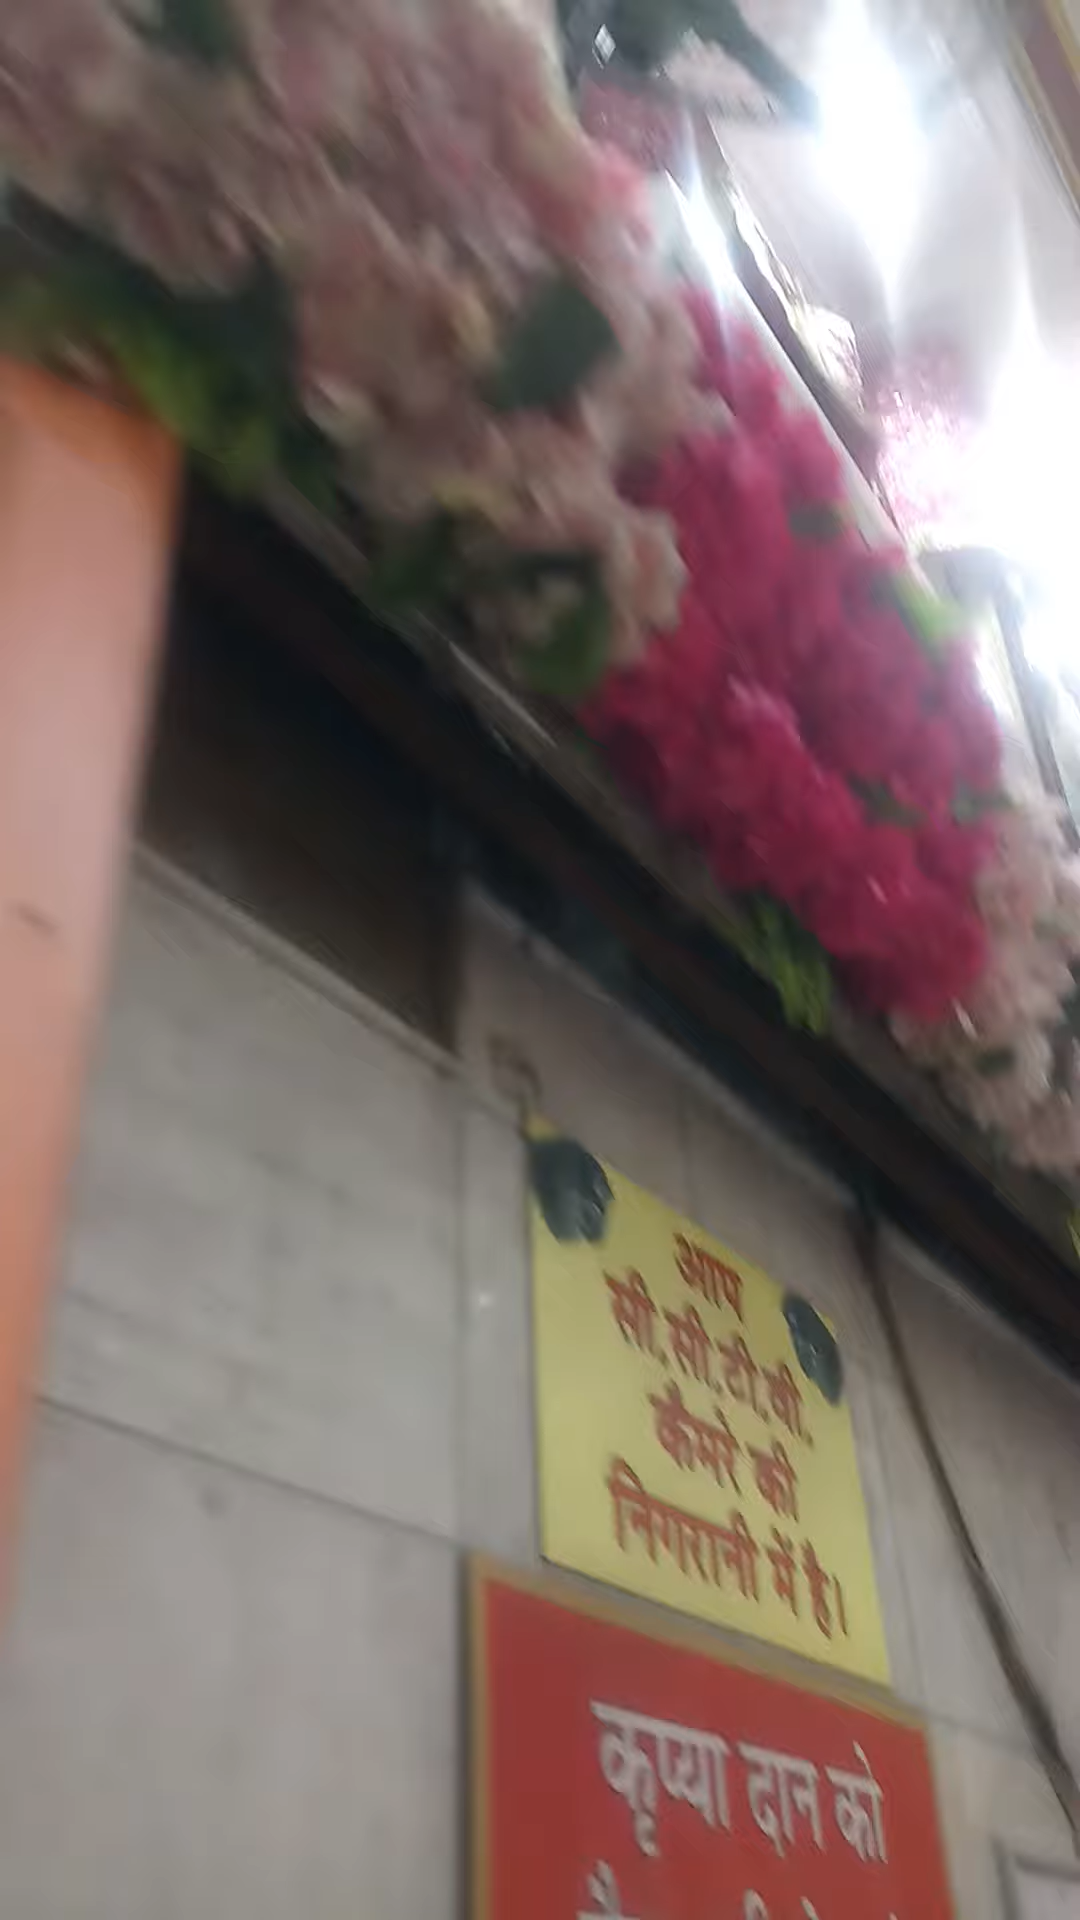 आप
सी.सी.टी.वी.
कैमरे की
निगरानी में है।
कृप्या दान को